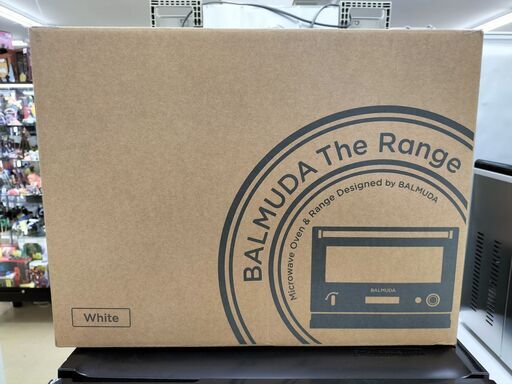 BALMUDA The Range
Microwave Oven & Range Designed by BALMUDA
BALMUDA
White